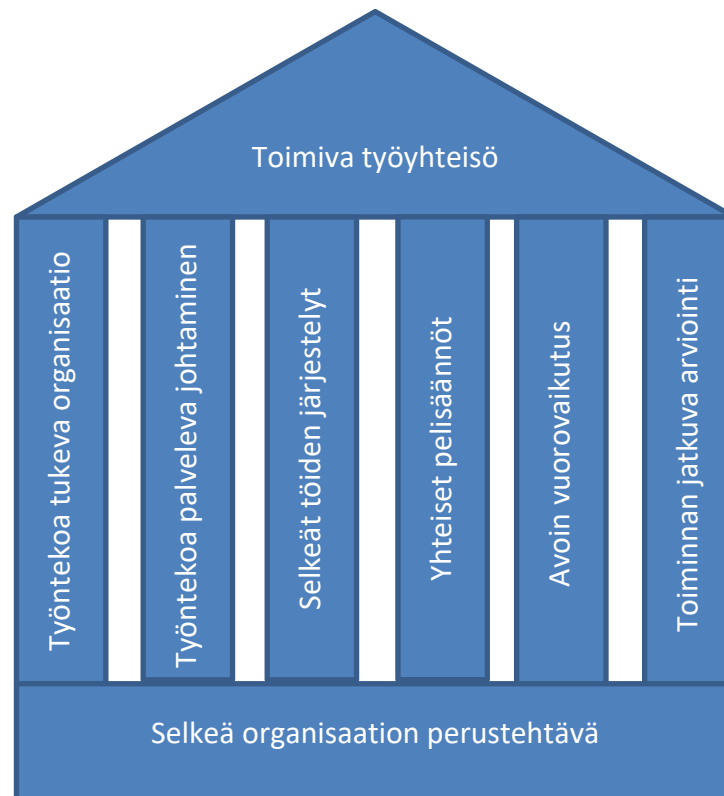 Toimiva työyhteisö
Työntekoa tukeva organisaatio
Työntekoa palveleva johtaminen
Selkeät töiden järjestelyt
Yhteiset pelisäännöt
Avoin vuorovaikutus
Toiminnan jatkuva arviointi
Selkeä organisaation perustehtävä